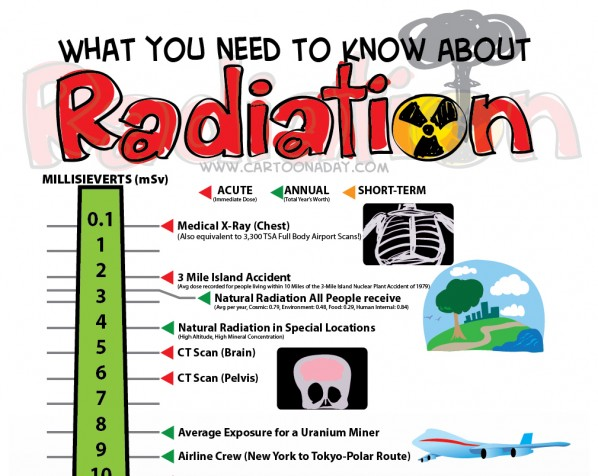 WHAT YOU NEED TO KNOW ABOUT
Radiation
WWW.CARTOONADAY.COM
MILLISIEVERTS (mSv)
ACUTE
(Immediate Dose)
ANNUAL
(Total Year's Worth)
SHORT-TERM
0.1
Medical X-Ray (Chest)
(Also equivalent to 3,300 TSA Full Body Airport Scans!)
1
2
3 Mile Island Accident
(Avg dose recorded for people living within 10 Miles of the 3-Mile Island Nuclear Plant Accident of 1979)
3
Natural Radiation All People receive
(Avg per year, Cosmic: 0.79, Environment: 0.48, Food: 0.29, Human Internal: 0.84)
4
Natural Radiation in Special Locations
(High Altitude, High Mineral Concentration)
5
CT Scan (Brain)
6
CT Scan (Pelvis)
7
8
Average Exposure for a Uranium Miner
9
Airline Crew (New York to Tokyo-Polar Route)
10